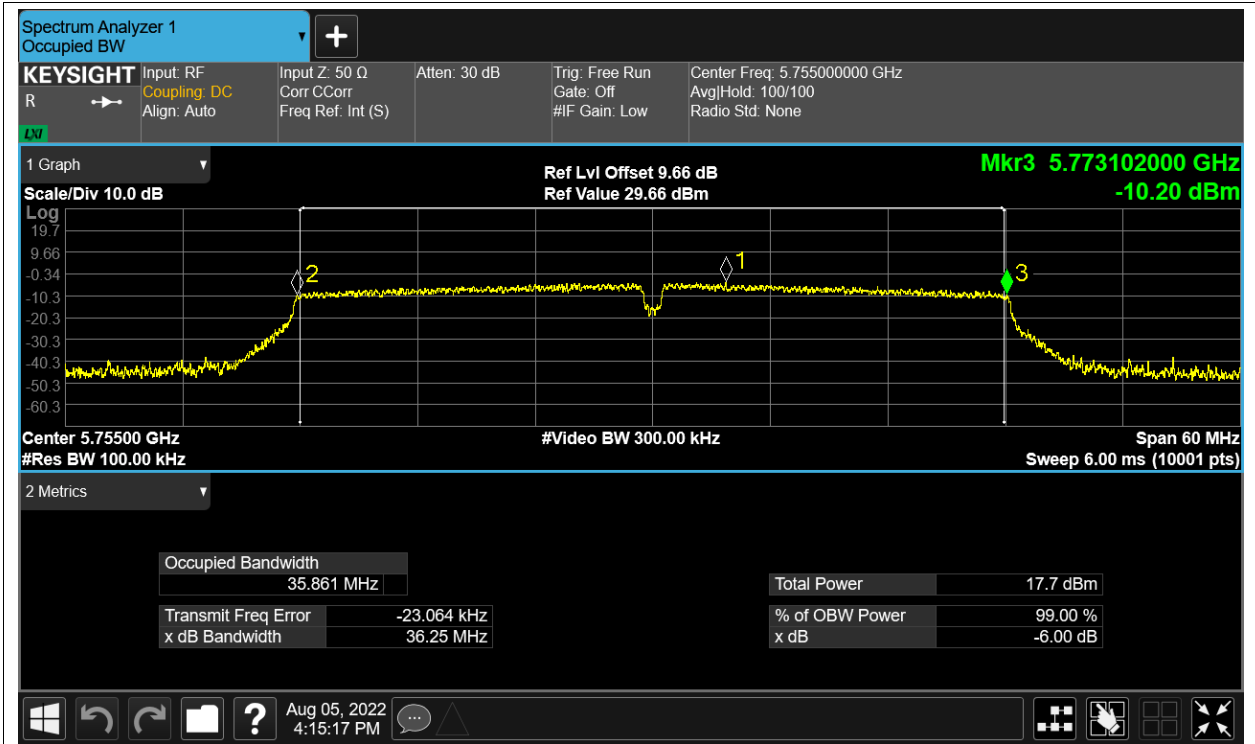 Spectrum Analyzer 1
Occupied BW
+
KEYSIGHT
R
LXI
Input: RF
Coupling: DC
Align: Auto
Input Z: 50 Ω
Corr CCorr
Freq Ref: Int (S)
Atten: 30 dB
Trig: Free Run
Gate: Off
#IF Gain: Low
Center Freq: 5.755000000 GHz
Avg|Hold: 100/100
Radio Std: None
1 Graph
Scale/Div 10.0 dB
Ref Lvl Offset 9.66 dB
Ref Value 29.66 dBm
Mkr3 5.773102000 GHz
-10.20 dBm
Log
19.7
9.66
-0.34
-10.3
-20.3
-30.3
-40.3
-50.3
-60.3
2
1
3
Center 5.75500 GHz
#Res BW 100.00 kHz
#Video BW 300.00 kHz
Span 60 MHz
Sweep 6.00 ms (10001 pts)
2 Metrics
Occupied Bandwidth
35.861 MHz
Transmit Freq Error -23.064 kHz
x dB Bandwidth 36.25 MHz
Total Power 17.7 dBm
% of OBW Power 99.00 %
x dB -6.00 dB
?
Aug 05, 2022
4:15:17 PM